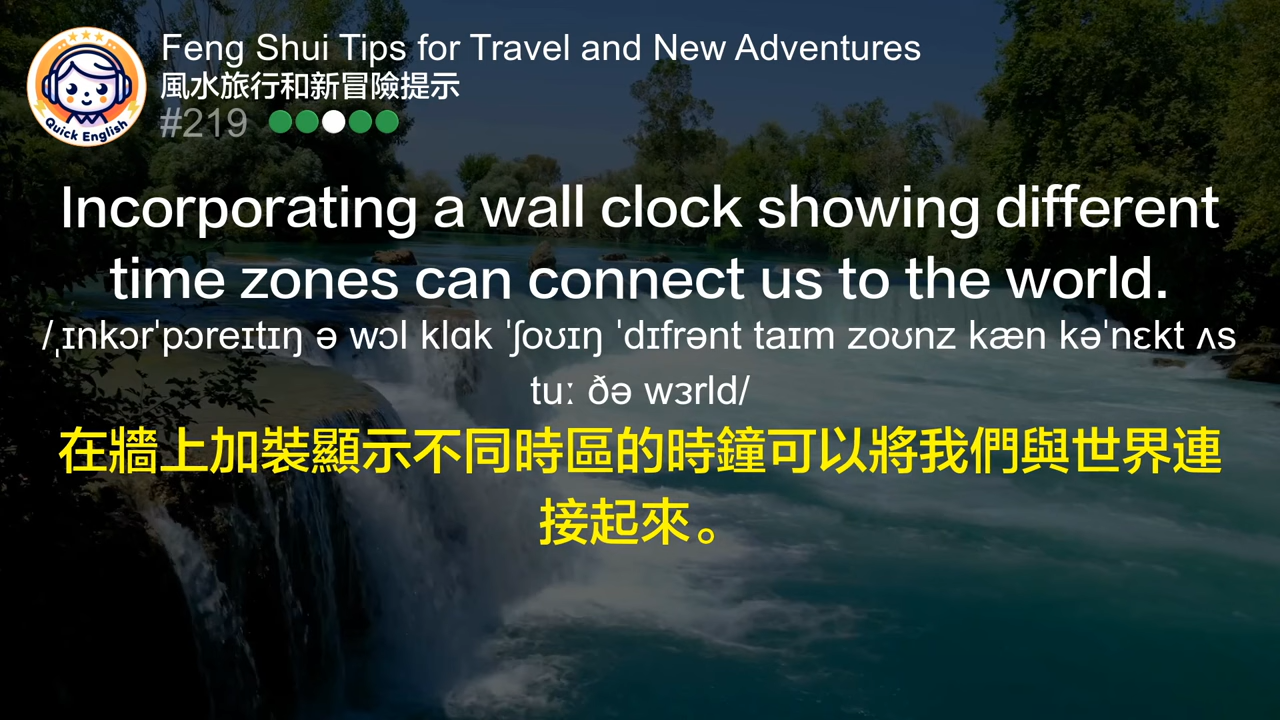 Feng Shui Tips for Travel and New Adventures
風水旅行和新冒險提示
#219
Quick English
Incorporating a wall clock showing different
time zones can connect us to the world.
/ˌɪnkɔrˈpɔreɪtɪŋ ə wɔl klɑk ˈʃoʊɪŋ ˈdɪfrənt taɪm zoʊnz kæn kəˈnɛkt ʌs
tuː ðə wɜrld/
在牆上加裝顯示不同時區的時鐘可以將我們與世界連
接起來。